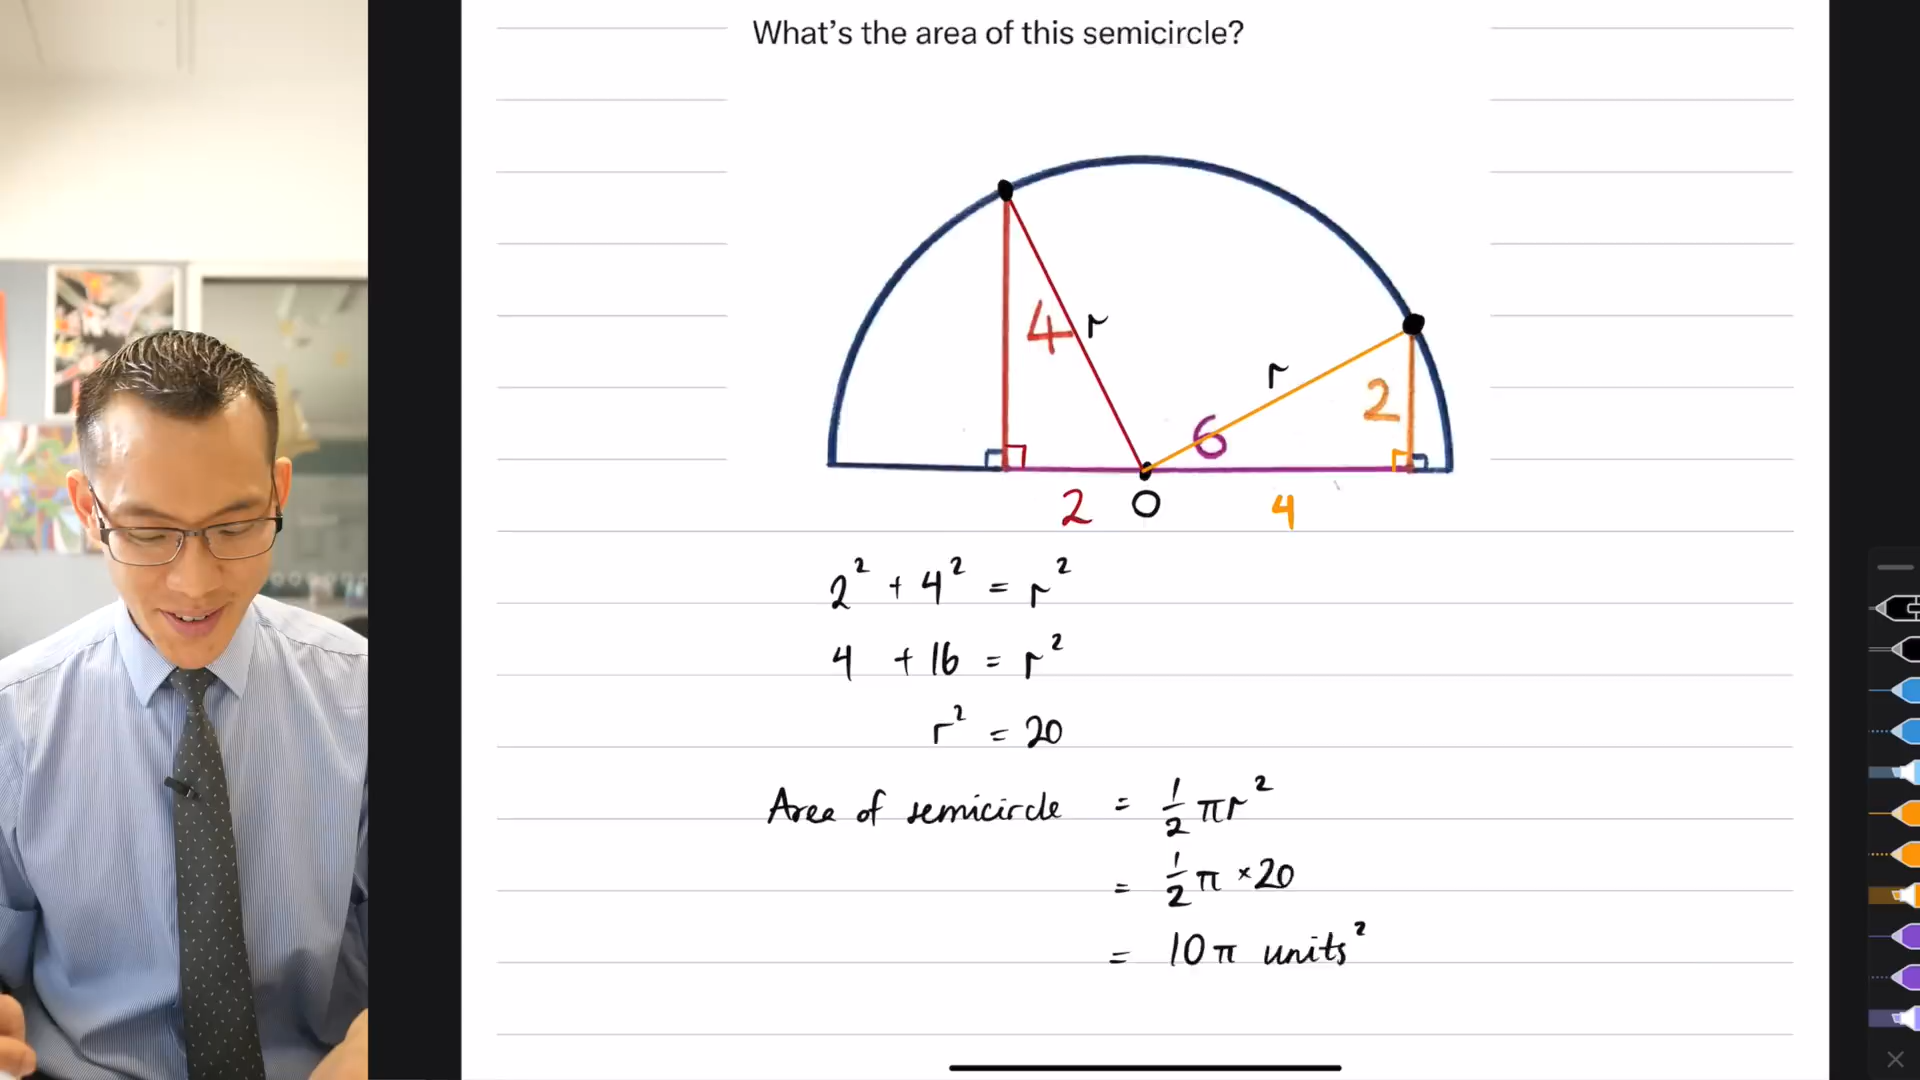 What's the area of this semicircle?
4 r
r
2
6
2 O 4
2² + 4² = r²
4 + 16 = r²
r² = 20
Area of semicircle = ½πr²
= ½π × 20
= 10π units²